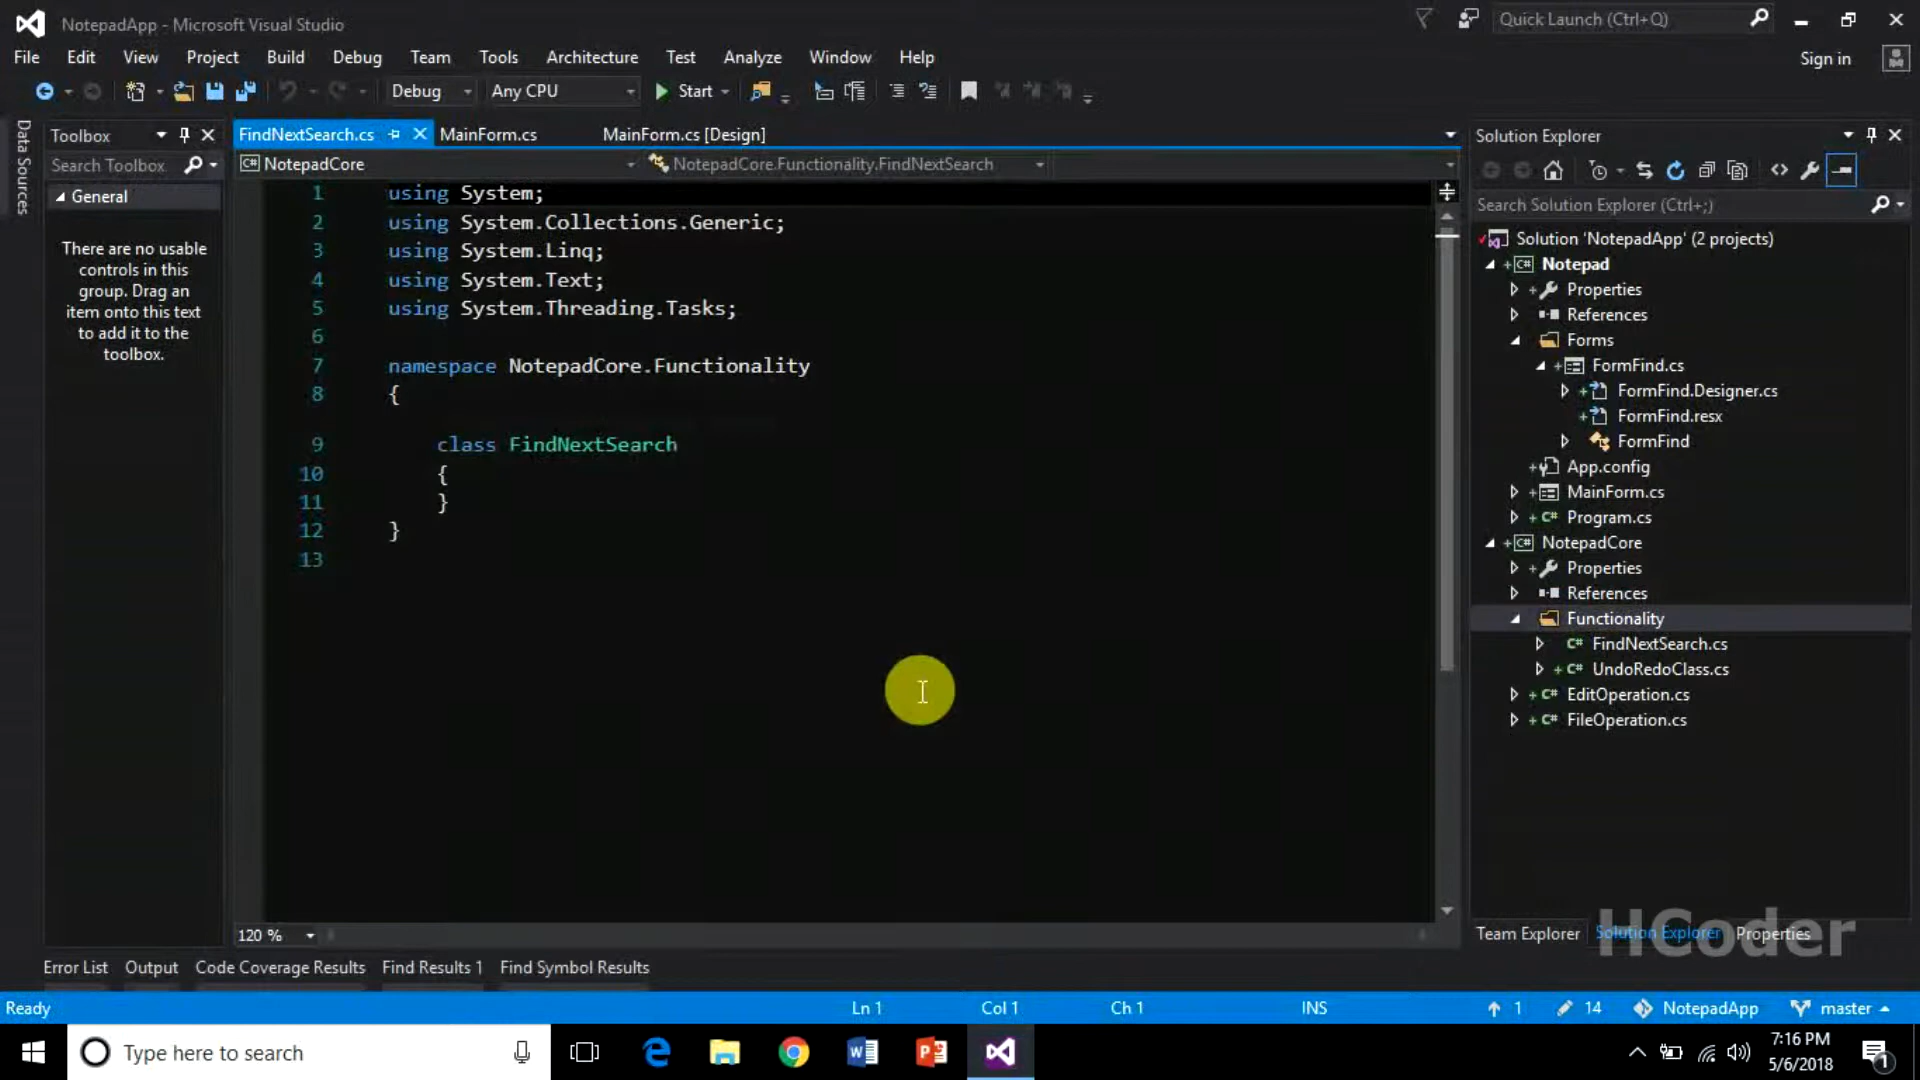 NotepadApp - Microsoft Visual Studio
Quick Launch (Ctrl+Q)
File Edit View Project Build Debug Team Tools Architecture Test Analyze Window Help
Sign in
Debug Any CPU Start
Data Sources
Toolbox
Search Toolbox
General
There are no usable
controls in this
group. Drag an
item onto this text
to add it to the
toolbox.
FindNextSearch.cs MainForm.cs MainForm.cs [Design]
NotepadCore NotepadCore.Functionality.FindNextSearch
1 using System;
2 using System.Collections.Generic;
3 using System.Linq;
4 using System.Text;
5 using System.Threading.Tasks;
6
7 namespace NotepadCore.Functionality
8 {
9 class FindNextSearch
10 {
11 }
12 }
13
120 %
Solution Explorer
Search Solution Explorer (Ctrl+;)
Solution 'NotepadApp' (2 projects)
Notepad
Properties
References
Forms
FormFind.cs
FormFind.Designer.cs
FormFind.resx
FormFind
App.config
MainForm.cs
Program.cs
NotepadCore
Properties
References
Functionality
FindNextSearch.cs
UndoRedoClass.cs
EditOperation.cs
FileOperation.cs
Team Explorer Solution Explorer Properties
HCoder
Error List Output Code Coverage Results Find Results 1 Find Symbol Results
Ready Ln 1 Col 1 Ch 1 INS 1 14 NotepadApp master
Type here to search
7:16 PM
5/6/2018
1